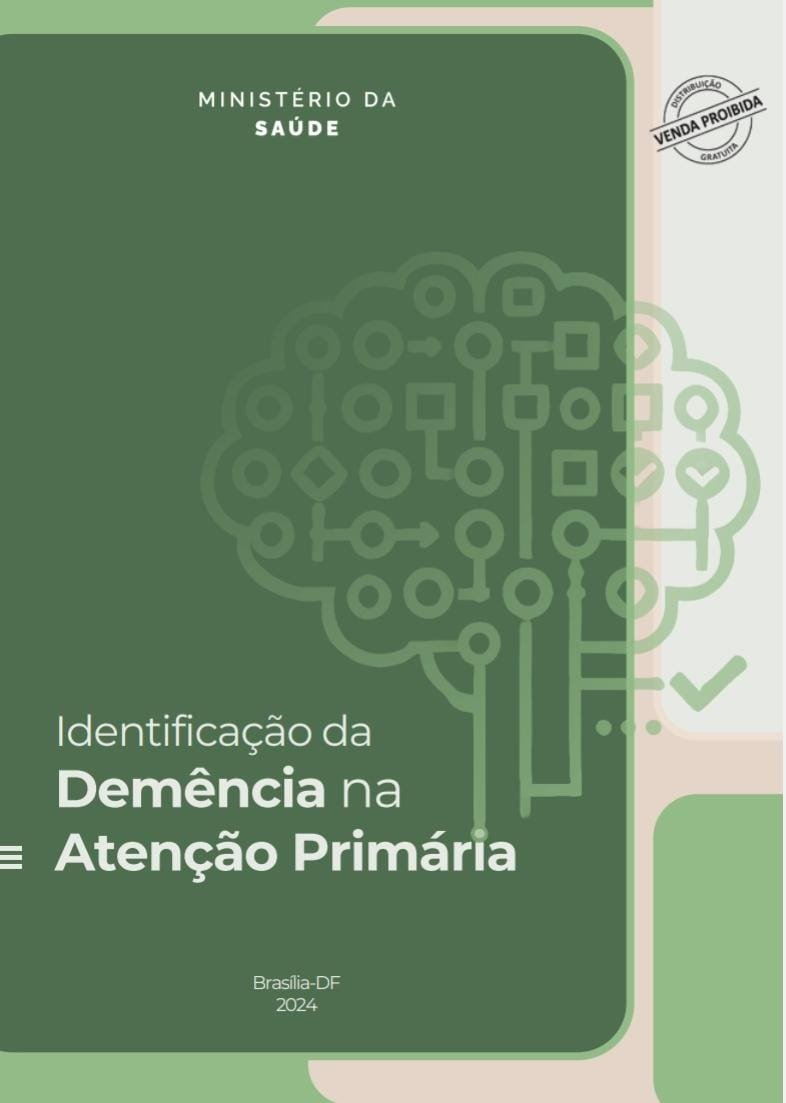 MINISTÉRIO DA
SAÚDE
DISTRIBUIÇÃO
VENDA PROIBIDA
GRATUITA
Identificação da
Demência na
Atenção Primária
Brasília-DF
2024